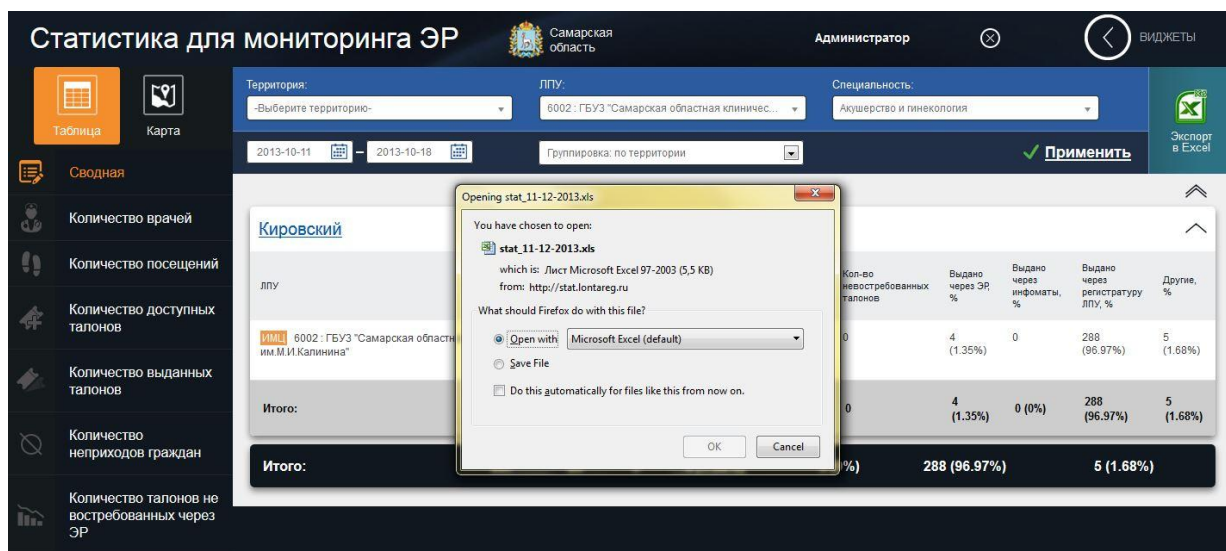 Статистика для мониторинга ЭР
Самарская
область
Администратор
ВИДЖЕТЫ
Таблица
Карта
Территория:
-Выберите территорию-
ЛПУ:
6002 : ГБУЗ "Самарская областная клиничес...
Специальность:
Акушерство и гинекология
Экспорт
в Excel
2013-10-11 – 2013-10-18
Группировка: по территории
Применить
Сводная
Количество врачей
Количество посещений
Количество доступных
талонов
Количество выданных
талонов
Количество
неприходов граждан
Количество талонов не
востребованных через
ЭР
Кировский
ЛПУ
Кол-во
невостребованных
талонов
Выдано
через ЭР,
%
Выдано
через
инфоматы,
%
Выдано
через
регистратуру
ЛПУ, %
Другие,
%
ИМЦ 6002 : ГБУЗ "Самарская областн
им.М.И.Калинина"
0
4
(1.35%)
0
288
(96.97%)
5
(1.68%)
Итого:
0
4
(1.35%)
0 (0%)
288
(96.97%)
5
(1.68%)
Итого:
%)
288 (96.97%)
5 (1.68%)
Opening stat_11-12-2013.xls
You have chosen to open:
stat_11-12-2013.xls
which is: Лист Microsoft Excel 97-2003 (5,5 KB)
from: http://stat.lontareg.ru
What should Firefox do with this file?
Open with
Microsoft Excel (default)
Save File
Do this automatically for files like this from now on.
OK
Cancel